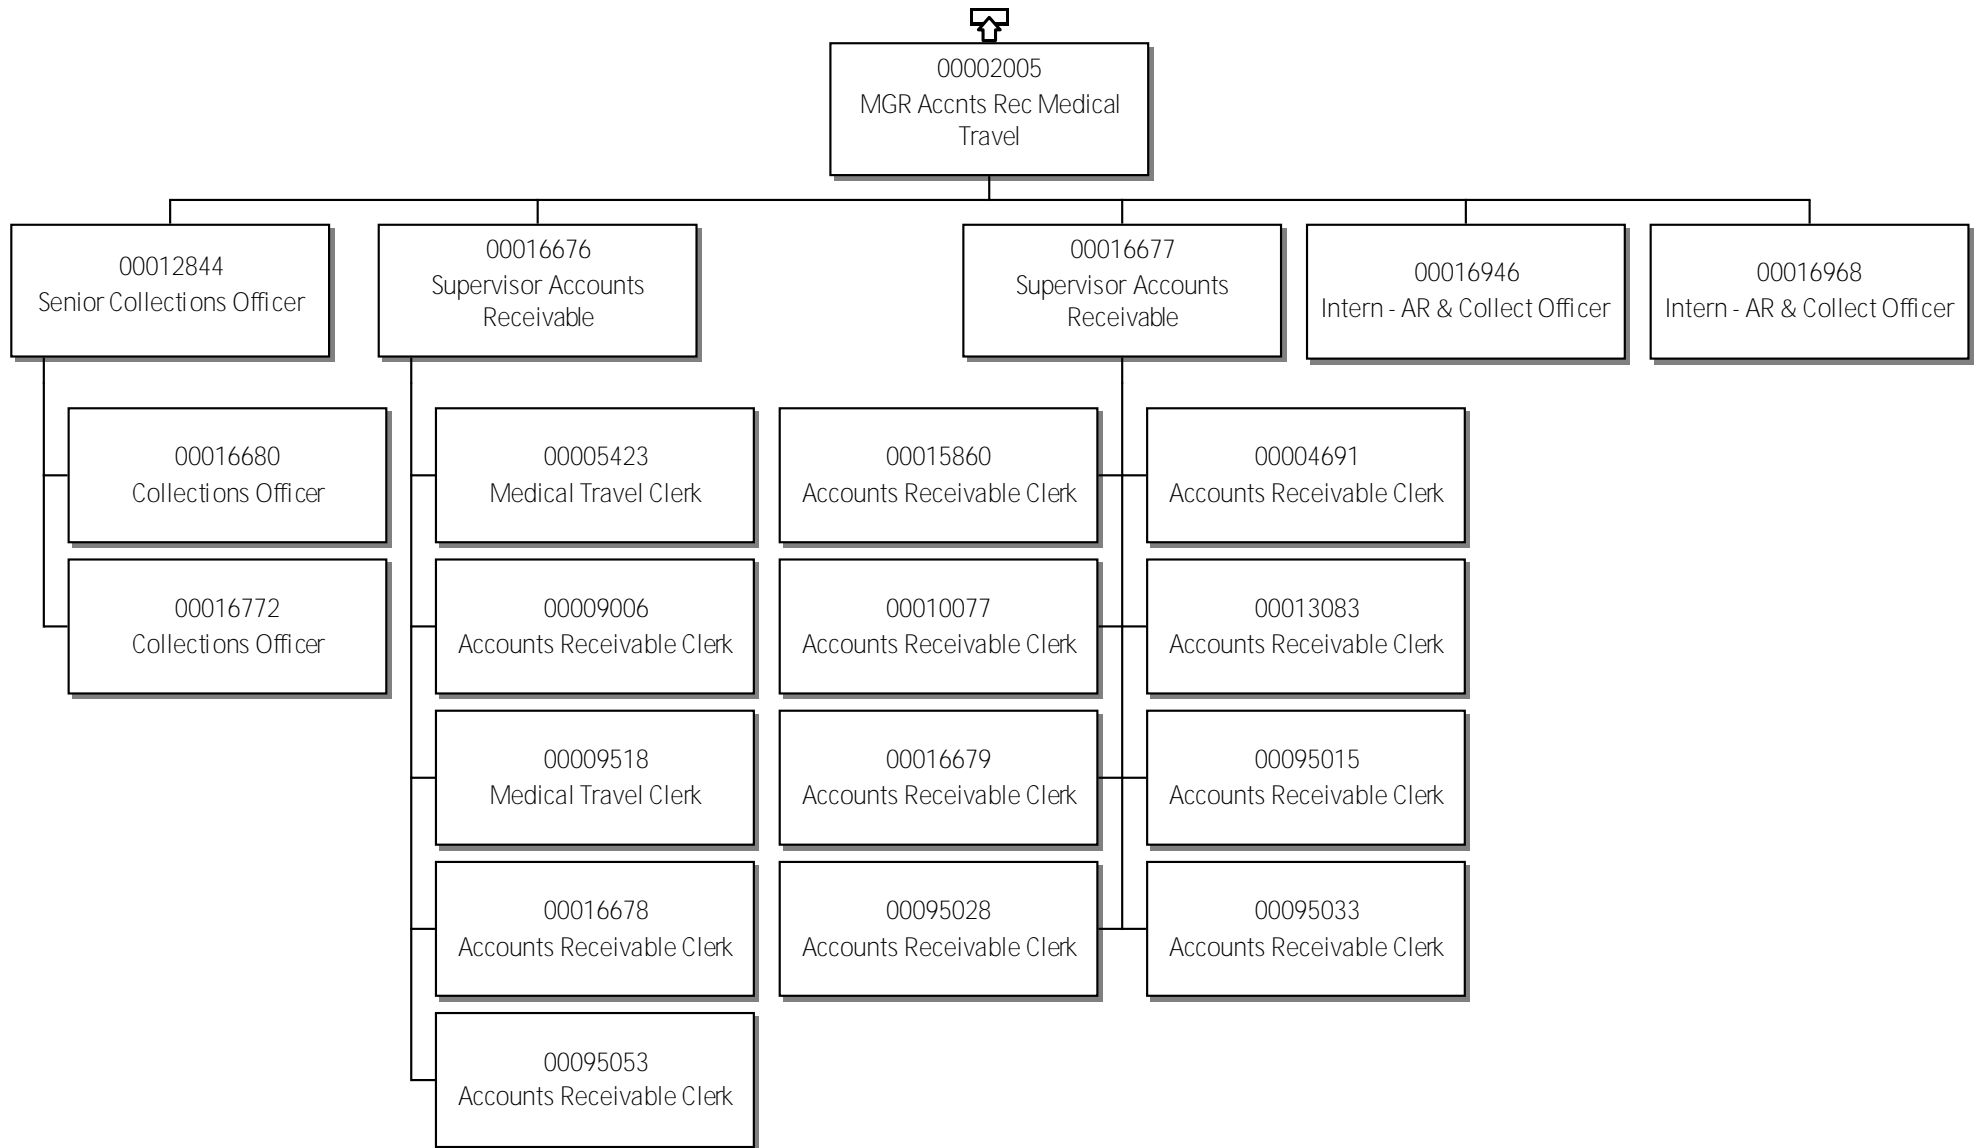 00002005
MGR Accnts Rec Medical
Travel
00012844
Senior Collections Officer
00016676
Supervisor Accounts
Receivable
00016677
Supervisor Accounts
Receivable
00016946
Intern - AR & Collect Officer
00016968
Intern - AR & Collect Officer
00016680
Collections Officer
00005423
Medical Travel Clerk
00015860
Accounts Receivable Clerk
00004691
Accounts Receivable Clerk
00016772
Collections Officer
00009006
Accounts Receivable Clerk
00010077
Accounts Receivable Clerk
00013083
Accounts Receivable Clerk
00009518
Medical Travel Clerk
00016679
Accounts Receivable Clerk
00095015
Accounts Receivable Clerk
00016678
Accounts Receivable Clerk
00095028
Accounts Receivable Clerk
00095033
Accounts Receivable Clerk
00095053
Accounts Receivable Clerk